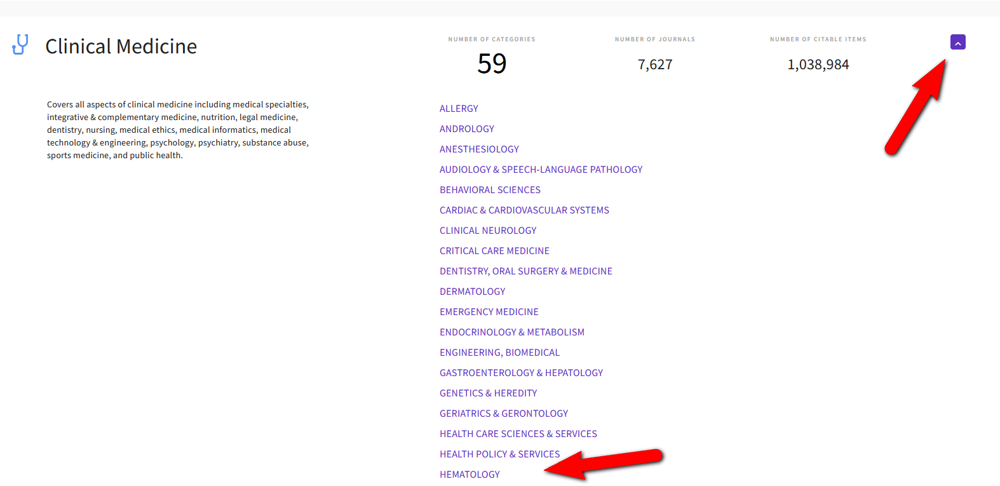 Clinical Medicine
NUMBER OF CATEGORIES
59
NUMBER OF JOURNALS
7,627
NUMBER OF CITABLE ITEMS
1,038,984
Covers all aspects of clinical medicine including medical specialties,
integrative & complementary medicine, nutrition, legal medicine,
dentistry, nursing, medical ethics, medical informatics, medical
technology & engineering, psychology, psychiatry, substance abuse,
sports medicine, and public health.
ALLERGY
ANDROLOGY
ANESTHESIOLOGY
AUDIOLOGY & SPEECH-LANGUAGE PATHOLOGY
BEHAVIORAL SCIENCES
CARDIAC & CARDIOVASCULAR SYSTEMS
CLINICAL NEUROLOGY
CRITICAL CARE MEDICINE
DENTISTRY, ORAL SURGERY & MEDICINE
DERMATOLOGY
EMERGENCY MEDICINE
ENDOCRINOLOGY & METABOLISM
ENGINEERING, BIOMEDICAL
GASTROENTEROLOGY & HEPATOLOGY
GENETICS & HEREDITY
GERIATRICS & GERONTOLOGY
HEALTH CARE SCIENCES & SERVICES
HEALTH POLICY & SERVICES
HEMATOLOGY